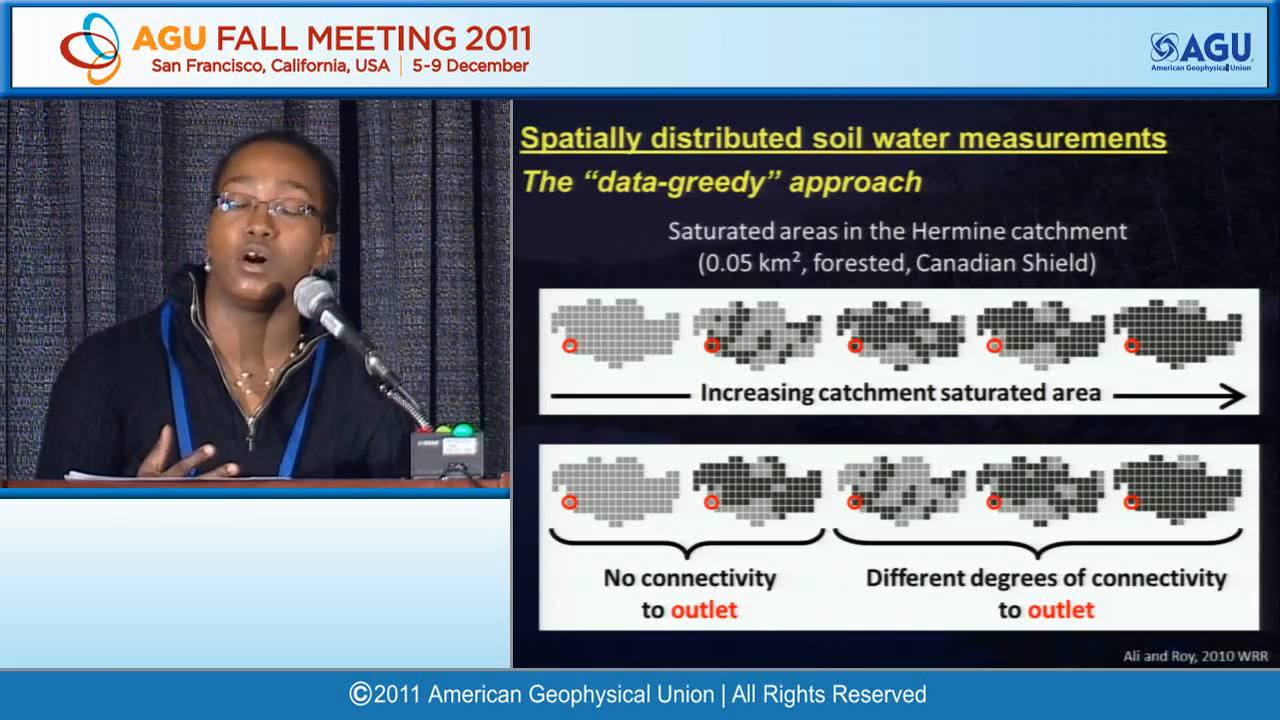 AGU FALL MEETING 2011
San Francisco, California, USA | 5-9 December
AGU
American Geophysical Union
Spatially distributed soil water measurements
The “data-greedy” approach
Saturated areas in the Hermine catchment
(0.05 km², forested, Canadian Shield)
Increasing catchment saturated area
No connectivity
to outlet
Different degrees of connectivity
to outlet
Ali and Roy, 2010 WRR
©2011 American Geophysical Union | All Rights Reserved